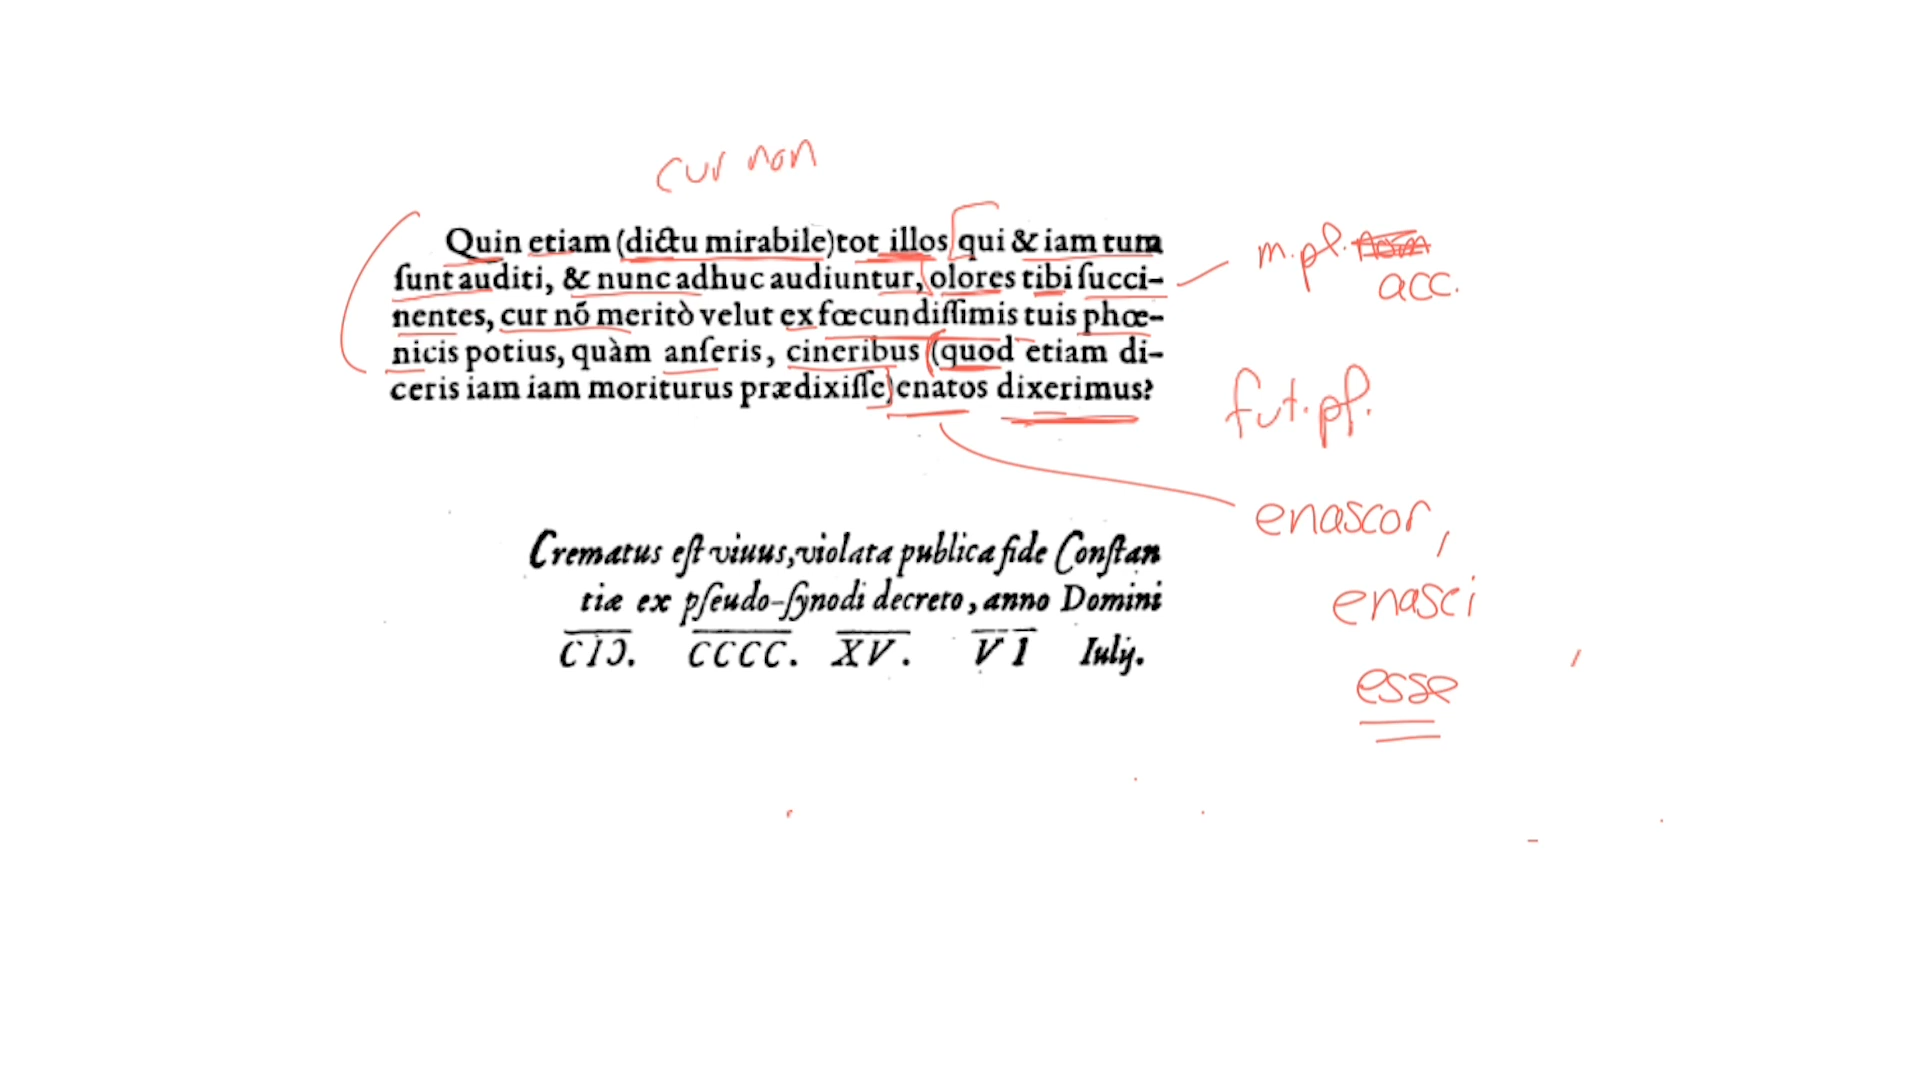 cur non
Quin etiam (dictu mirabile) tot illos qui & iam tum
ſunt auditi, & nunc adhuc audiuntur, olores tibi ſucci-
nentes, cur nō meritò velut ex fœcundiſſimis tuis phœ-
nicis potius, quàm anſeris, cineribus (quod etiam di-
ceris iam iam moriturus prædixiſſe) enatos dixerimus?
m.pl. nom
acc.
fut.pf.
enascor,
enasci
esse
Crematus eſt viuus, violata publica fide Conſtan
tiæ ex pſeudo-ſynodi decreto, anno Domini
CIↃ. CCCC. XV. VI Iulij.